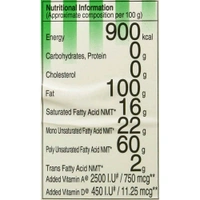 Nutritional Information
(Approximate composition per 100 g)
Energy 900 kcal
Carbohydrates, Protein 0 g
Cholesterol 0 g
Fat 100 g
Saturated Fatty Acid NMT* 16 g
Mono Unsaturated Fatty Acid NMT* 22 g
Poly Unsaturated Fatty Acid NMT* 60 g
Trans Fatty Acid NMT* 2 g
Added Vitamin A@ 2500 I.U# / 750 mcg**
Added Vitamin D@ 450 I.U# / 11.25 mcg**